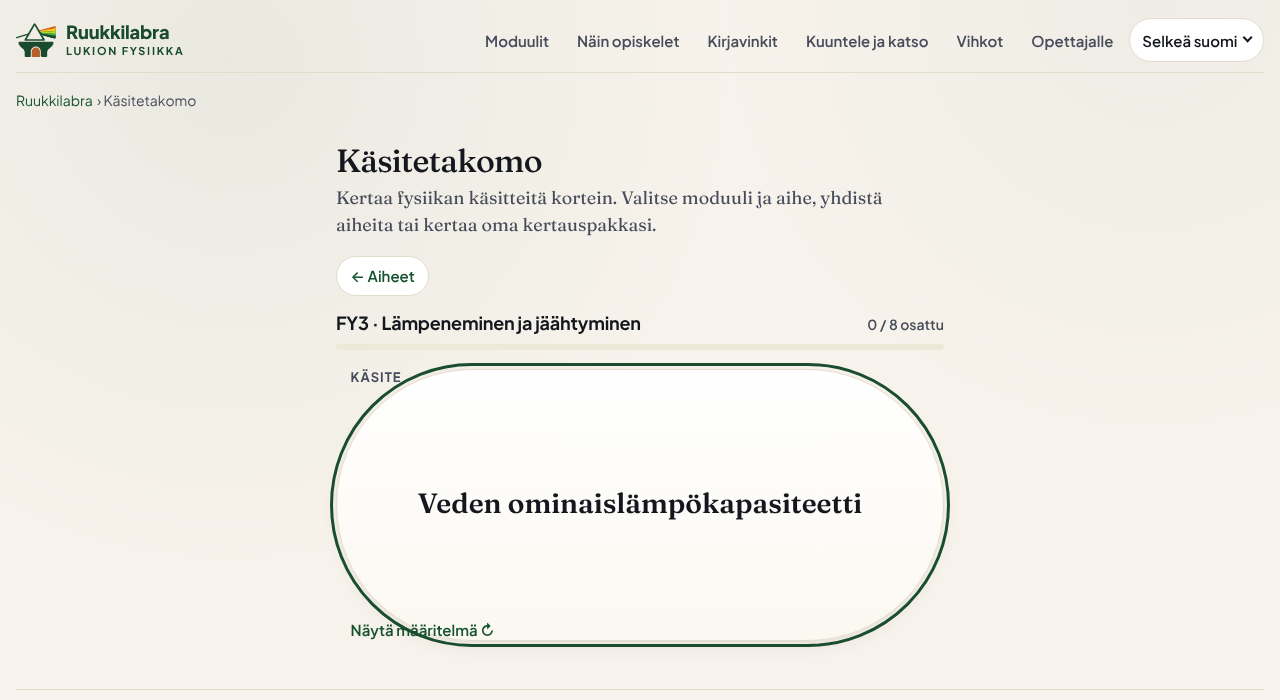 Ruukkilabra
LUKION FYSIIKKA
Moduulit Näin opiskelet Kirjavinkit Kuuntele ja katso Vihkot Opettajalle Selkeä suomi
Ruukkilabra › Käsitetakomo
Käsitetakomo
Kertaa fysiikan käsitteitä kortein. Valitse moduuli ja aihe, yhdistä
aiheita tai kertaa oma kertauspakkasi.
← Aiheet
FY3 · Lämpeneminen ja jäähtyminen 0 / 8 osattu
KÄSITE
Veden ominaislämpökapasiteetti
Näytä määritelmä ↻